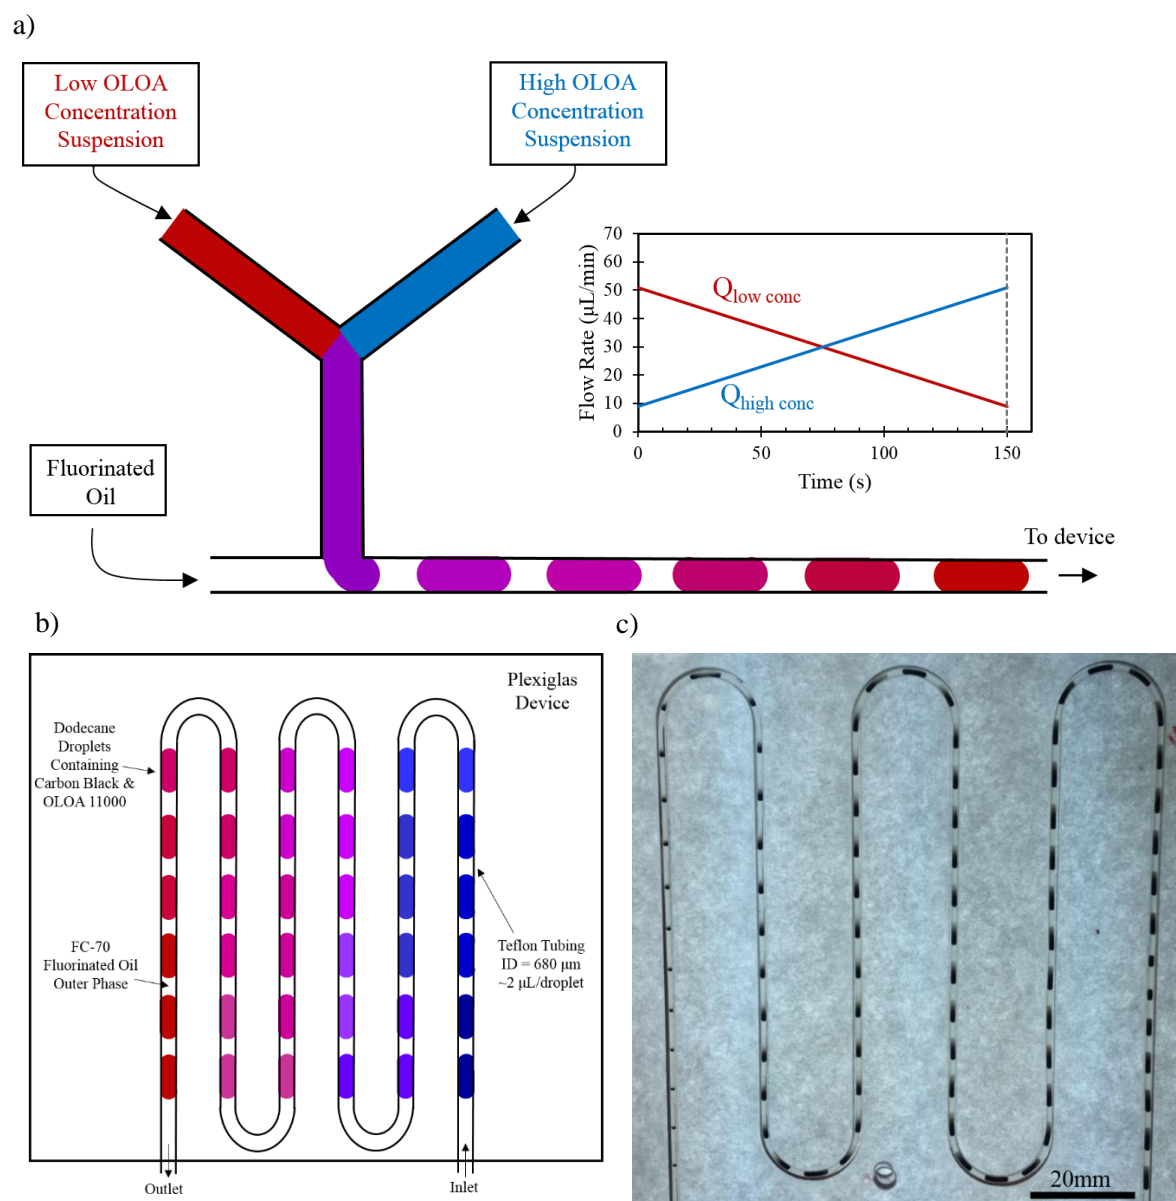 a)
Low OLOA
Concentration
Suspension
High OLOA
Concentration
Suspension
70
60
50
40
30
20
10
0
Flow Rate (μL/min)
Qlow conc
Qhigh conc
0
50
100
150
Time (s)
Fluorinated
Oil
To device
b)
Plexiglas
Device
Dodecane
Droplets
Containing
Carbon Black &
OLOA 11000
FC-70
Fluorinated Oil
Outer Phase
Teflon Tubing
ID = 680 μm
~2 μL/droplet
Outlet
Inlet
c)
20mm